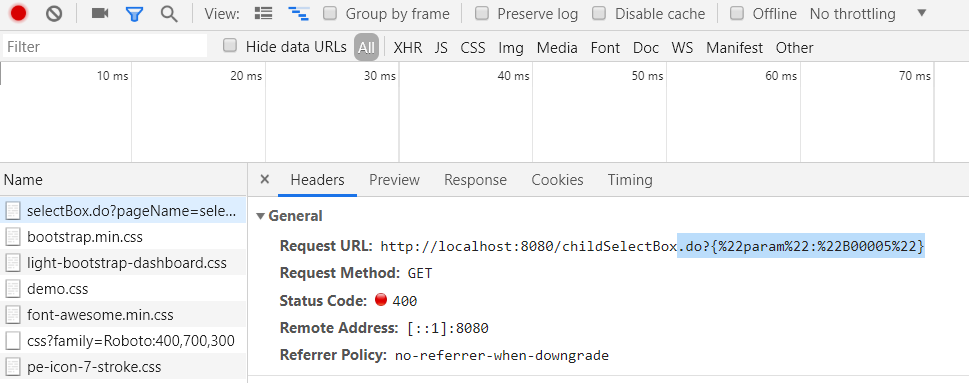 View: Group by frame Preserve log Disable cache Offline No throttling
Filter Hide data URLs All XHR JS CSS Img Media Font Doc WS Manifest Other
10 ms 20 ms 30 ms 40 ms 50 ms 60 ms 70 ms
Name × Headers Preview Response Cookies Timing
selectBox.do?pageName=sele...
bootstrap.min.css
light-bootstrap-dashboard.css
demo.css
font-awesome.min.css
css?family=Roboto:400,700,300
pe-icon-7-stroke.css
General
Request URL: http://localhost:8080/childSelectBox.do?{%22param%22:%22B00005%22}
Request Method: GET
Status Code: 400
Remote Address: [::1]:8080
Referrer Policy: no-referrer-when-downgrade